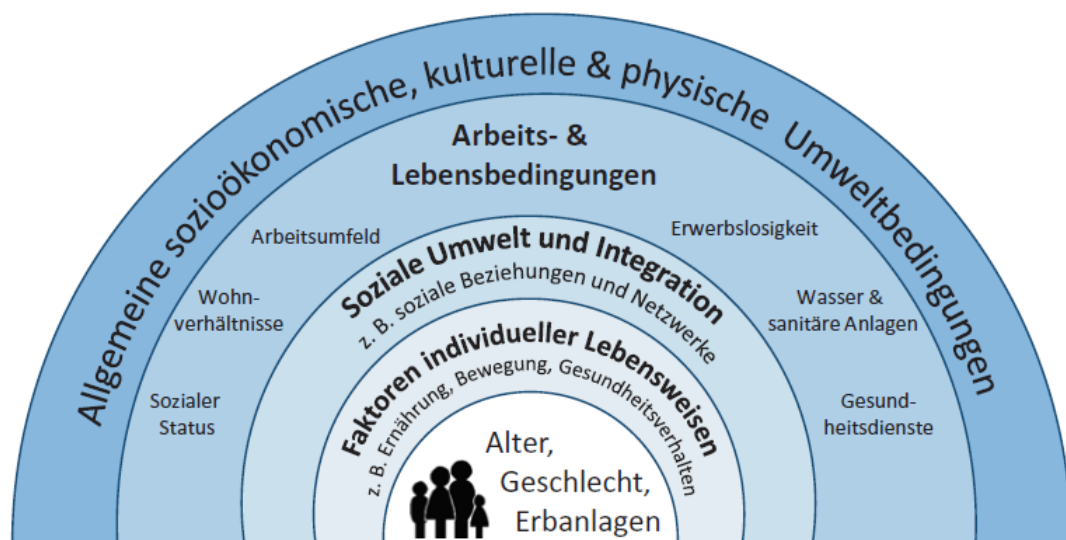 Allgemeine sozioökonomische, kulturelle & physische Umweltbedingungen
Arbeits- &
Lebensbedingungen
Arbeitsumfeld
Erwerbslosigkeit
Wohn-
verhältnisse
Wasser &
sanitäre Anlagen
Sozialer
Status
Gesund-
heitsdienste
Soziale Umwelt und Integration
z. B. soziale Beziehungen und Netzwerke
Faktoren individueller Lebensweisen
z. B. Ernährung, Bewegung, Gesundheitsverhalten
Alter,
Geschlecht,
Erbanlagen